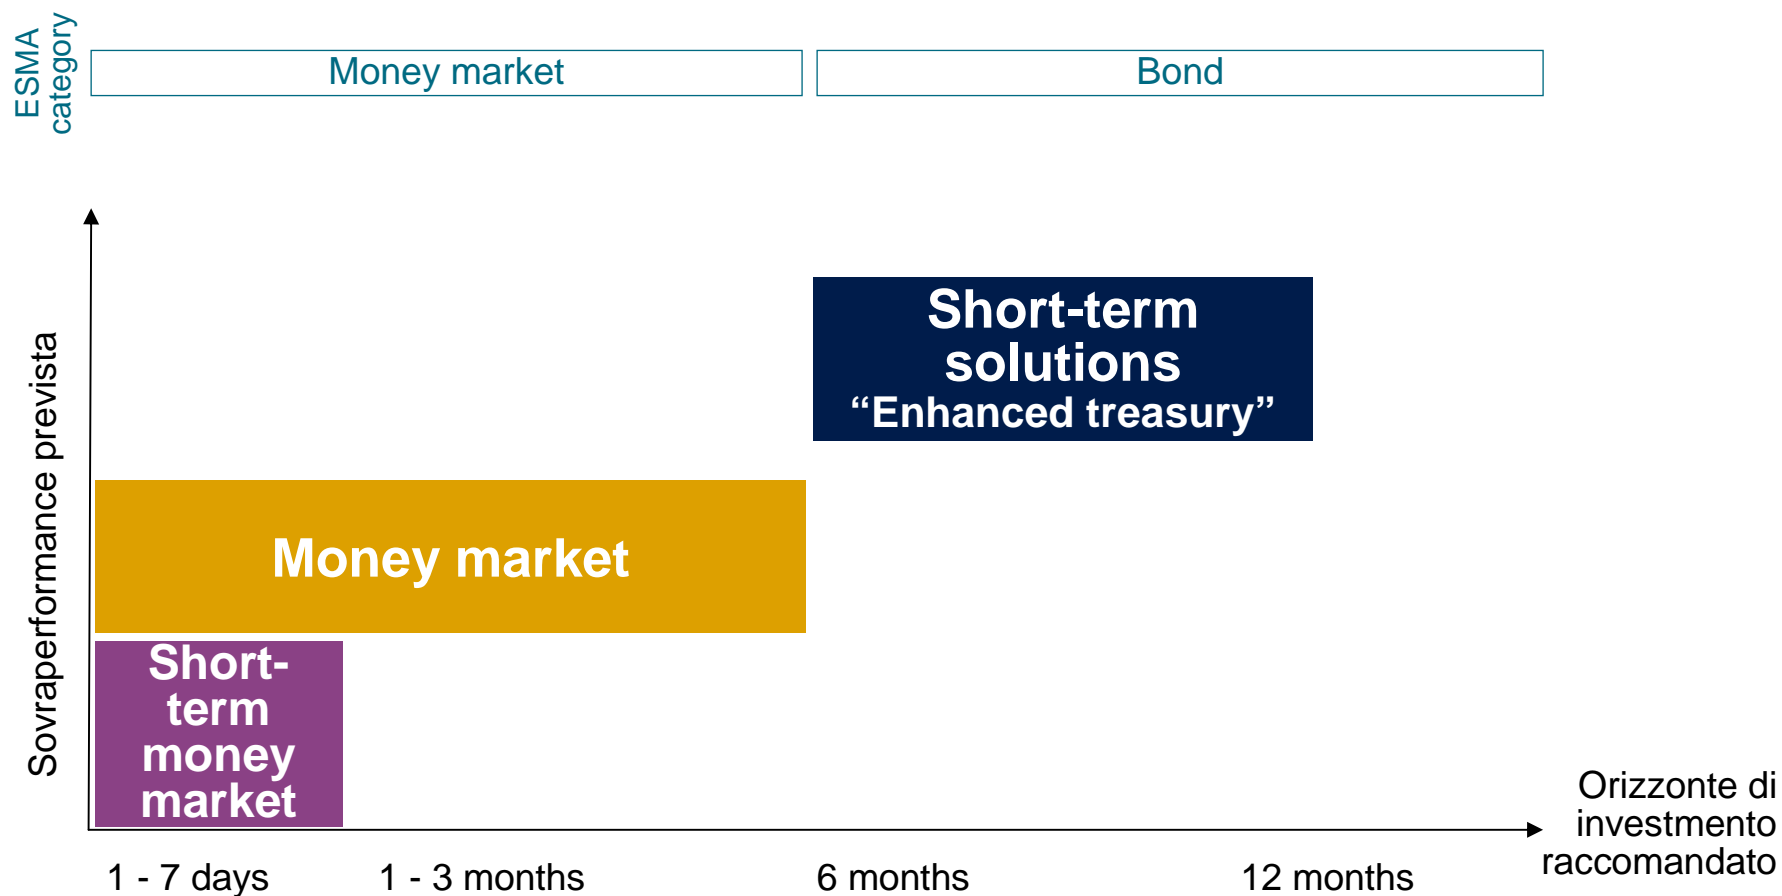 ESMA
category
Money market
Bond
Sovraperformance prevista
Short-term
solutions
“Enhanced treasury”
Money market
Short-
term
money
market
Orizzonte di
investmento
raccomandato
1 - 7 days
1 - 3 months
6 months
12 months